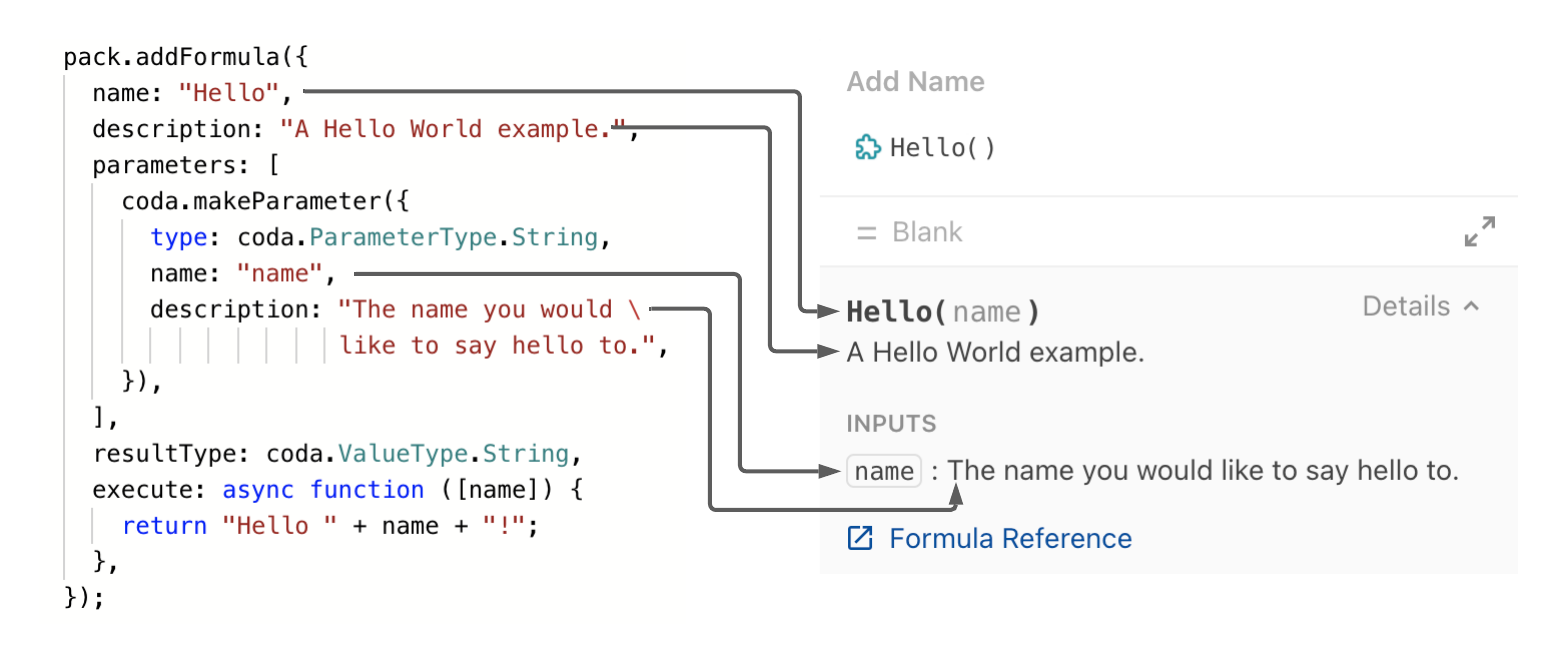 pack.addFormula({
name: "Hello",
description: "A Hello World example.",
parameters: [
coda.makeParameter({
type: coda.ParameterType.String,
name: "name",
description: "The name you would \
like to say hello to.",
}),
],
resultType: coda.ValueType.String,
execute: async function ([name]) {
return "Hello " + name + "!";
},
});
Add Name
Hello()
= Blank
Hello(name)
Details
A Hello World example.
INPUTS
name : The name you would like to say hello to.
Formula Reference